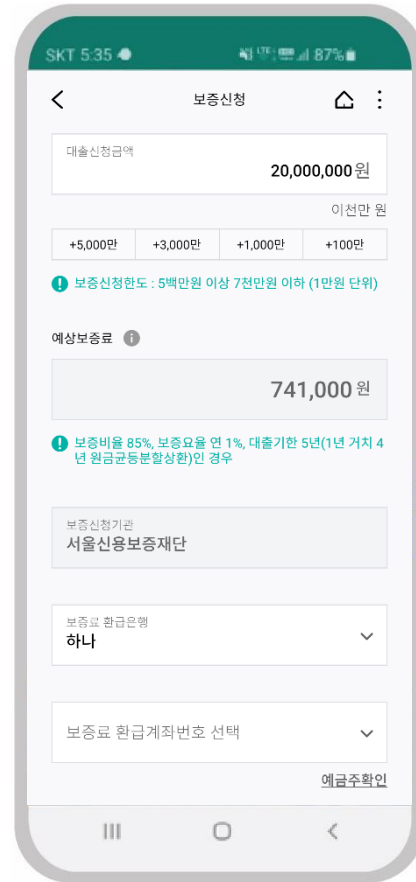 SKT 5:35
87%
보증신청
대출신청금액
20,000,000원
이천만 원
+5,000만 +3,000만 +1,000만 +100만
보증신청한도 : 5백만원 이상 7천만원 이하 (1만원 단위)
예상보증료
741,000 원
보증비율 85%, 보증요율 연 1%, 대출기한 5년(1년 거치 4
년 원금균등분할상환)인 경우
보증신청기관
서울신용보증재단
보증료 환급은행
하나
보증료 환급계좌번호 선택
예금주확인